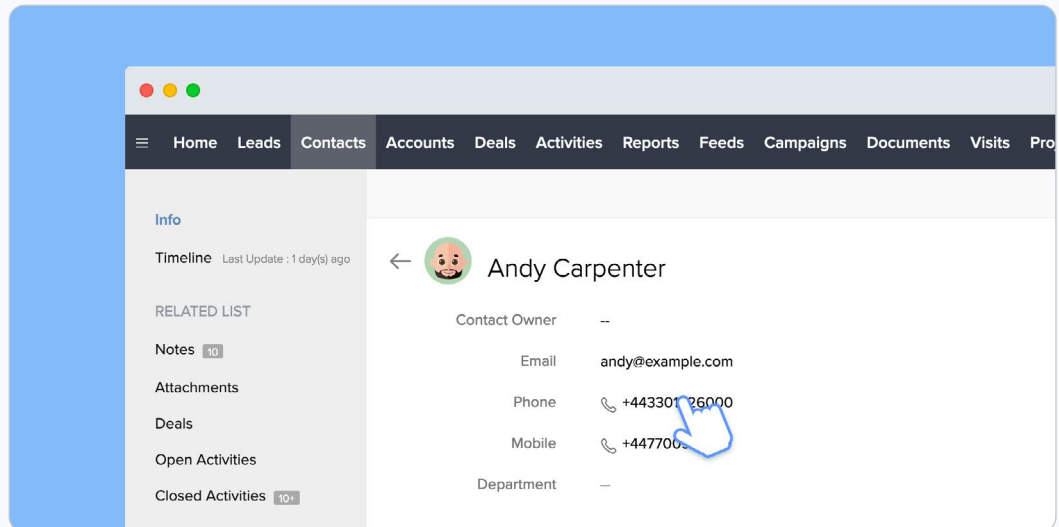 Home Leads Contacts Accounts Deals Activities Reports Feeds Campaigns Documents Visits
Info
Timeline Last Update : 1 day(s) ago
RELATED LIST
Notes 10
Attachments
Deals
Open Activities
Closed Activities 10+
Andy Carpenter
Contact Owner --
Email andy@example.com
Phone
Mobile
Department —